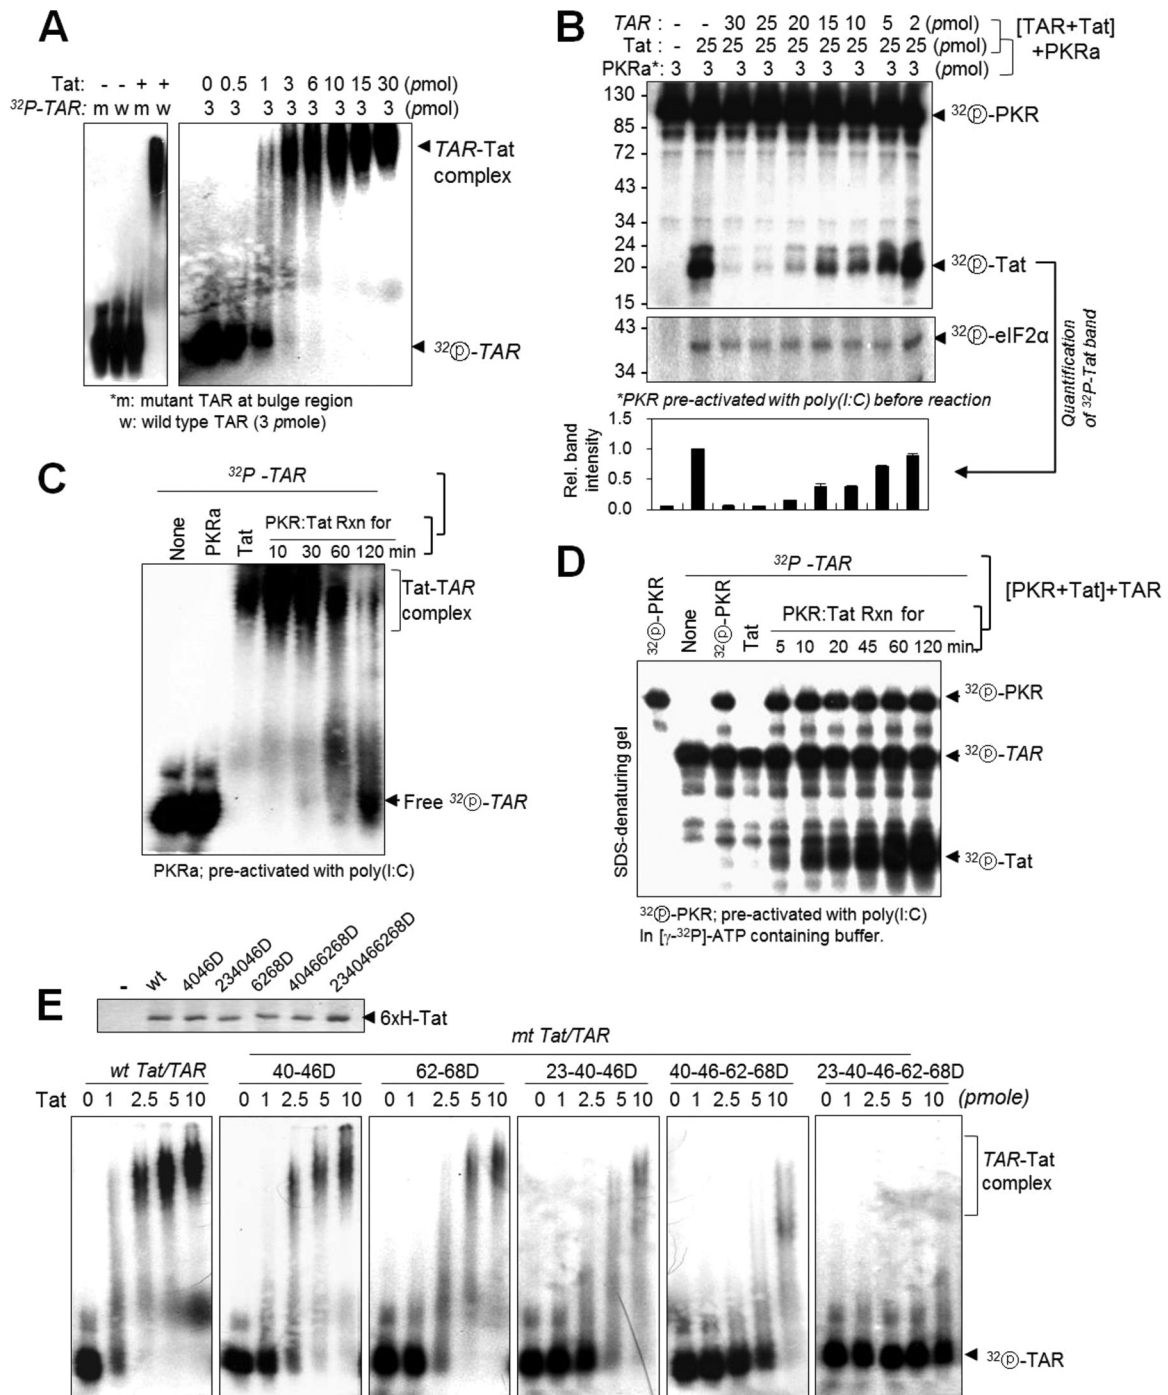 A
Tat: - - + + 0 0.5 1 3 6 10 15 30 (pmol)
32P-TAR: m w m w 3 3 3 3 3 3 3 3 (pmol)
TAR-Tat
complex
32ⓟ-TAR
*m: mutant TAR at bulge region
w: wild type TAR (3 pmole)
B
TAR : - - 30 25 20 15 10 5 2 (pmol)
Tat : - 25 25 25 25 25 25 25 25 (pmol)
PKRa*: 3 3 3 3 3 3 3 3 3 (pmol)
[TAR+Tat]
+PKRa
130
85
72
43
34
24
20
15
32ⓟ-PKR
32ⓟ-Tat
43
34
32ⓟ-eIF2α
Quantification
of 32P-Tat band
*PKR pre-activated with poly(I:C) before reaction
Rel. band
intensity
1.5
1.0
0.5
0.0
C
32P -TAR
None
PKRa
Tat
PKR:Tat Rxn for
10 30 60 120 min
Tat-TAR
complex
Free 32ⓟ-TAR
PKRa; pre-activated with poly(I:C)
D
32P -TAR
[PKR+Tat]+TAR
32ⓟ-PKR
None
32ⓟ-PKR
Tat
PKR:Tat Rxn for
5 10 20 45 60 120 min.
SDS-denaturing gel
32ⓟ-PKR
32ⓟ-TAR
32ⓟ-Tat
32ⓟ-PKR; pre-activated with poly(I:C)
In [γ-32P]-ATP containing buffer.
E
- wt 4046D 234046D 6268D 40466268D 2340466268D
6xH-Tat
mt Tat/TAR
wt Tat/TAR 40-46D 62-68D 23-40-46D 40-46-62-68D 23-40-46-62-68D
Tat 0 1 2.5 5 10 0 1 2.5 5 10 0 1 2.5 5 10 0 1 2.5 5 10 0 1 2.5 5 10 0 1 2.5 5 10 (pmole)
TAR-Tat
complex
32ⓟ-TAR